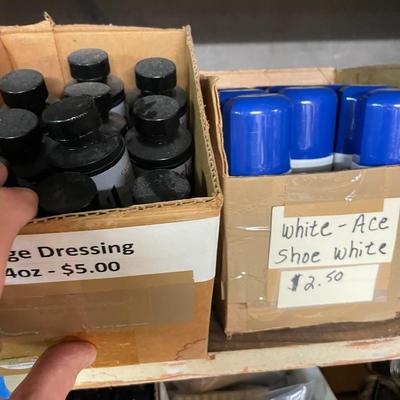 ge Dressing
4oz - $5.00
White - Ace
Shoe White
$2.50